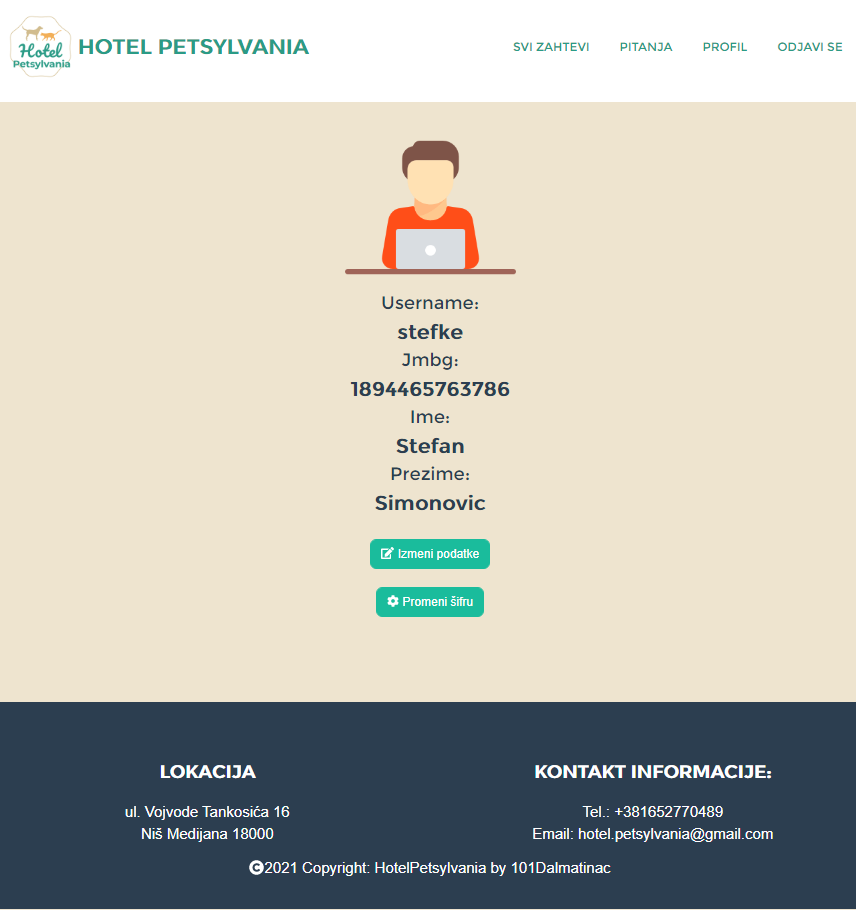 Hotel
Petsylvania
HOTEL PETSYLVANIA
SVI ZAHTEVI
PITANJA
PROFIL
ODJAVI SE
Username:
stefke
Jmbg:
1894465763786
Ime:
Stefan
Prezime:
Simonovic
Izmeni podatke
Promeni šifru
LOKACIJA
ul. Vojvode Tankosića 16
Niš Medijana 18000
KONTAKT INFORMACIJE:
Tel.: +381652770489
Email: hotel.petsylvania@gmail.com
©2021 Copyright: HotelPetsylvania by 101Dalmatinac